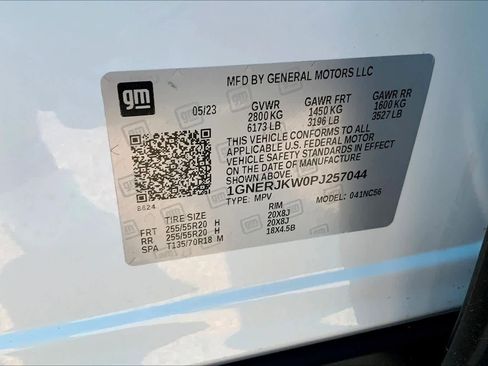 gm
MFD BY GENERAL MOTORS LLC
05/23 GVWR GAWR FRT GAWR RR
2800 KG 1450 KG 1600 KG
6173 LB 3196 LB 3527 LB
THIS VEHICLE CONFORMS TO ALL
APPLICABLE U.S. FEDERAL MOTOR
VEHICLE SAFETY STANDARDS IN EFFECT
ON THE DATE OF MANUFACTURE
SHOWN ABOVE.
1GNERJKW0PJ257044
TYPE: MPV MODEL: 041NC56
8624
TIRE SIZE RIM
FRT 255/55R20 H 20X8J
RR 255/55R20 H 20X8J
SPA T135/70R18 M 18X4.5B